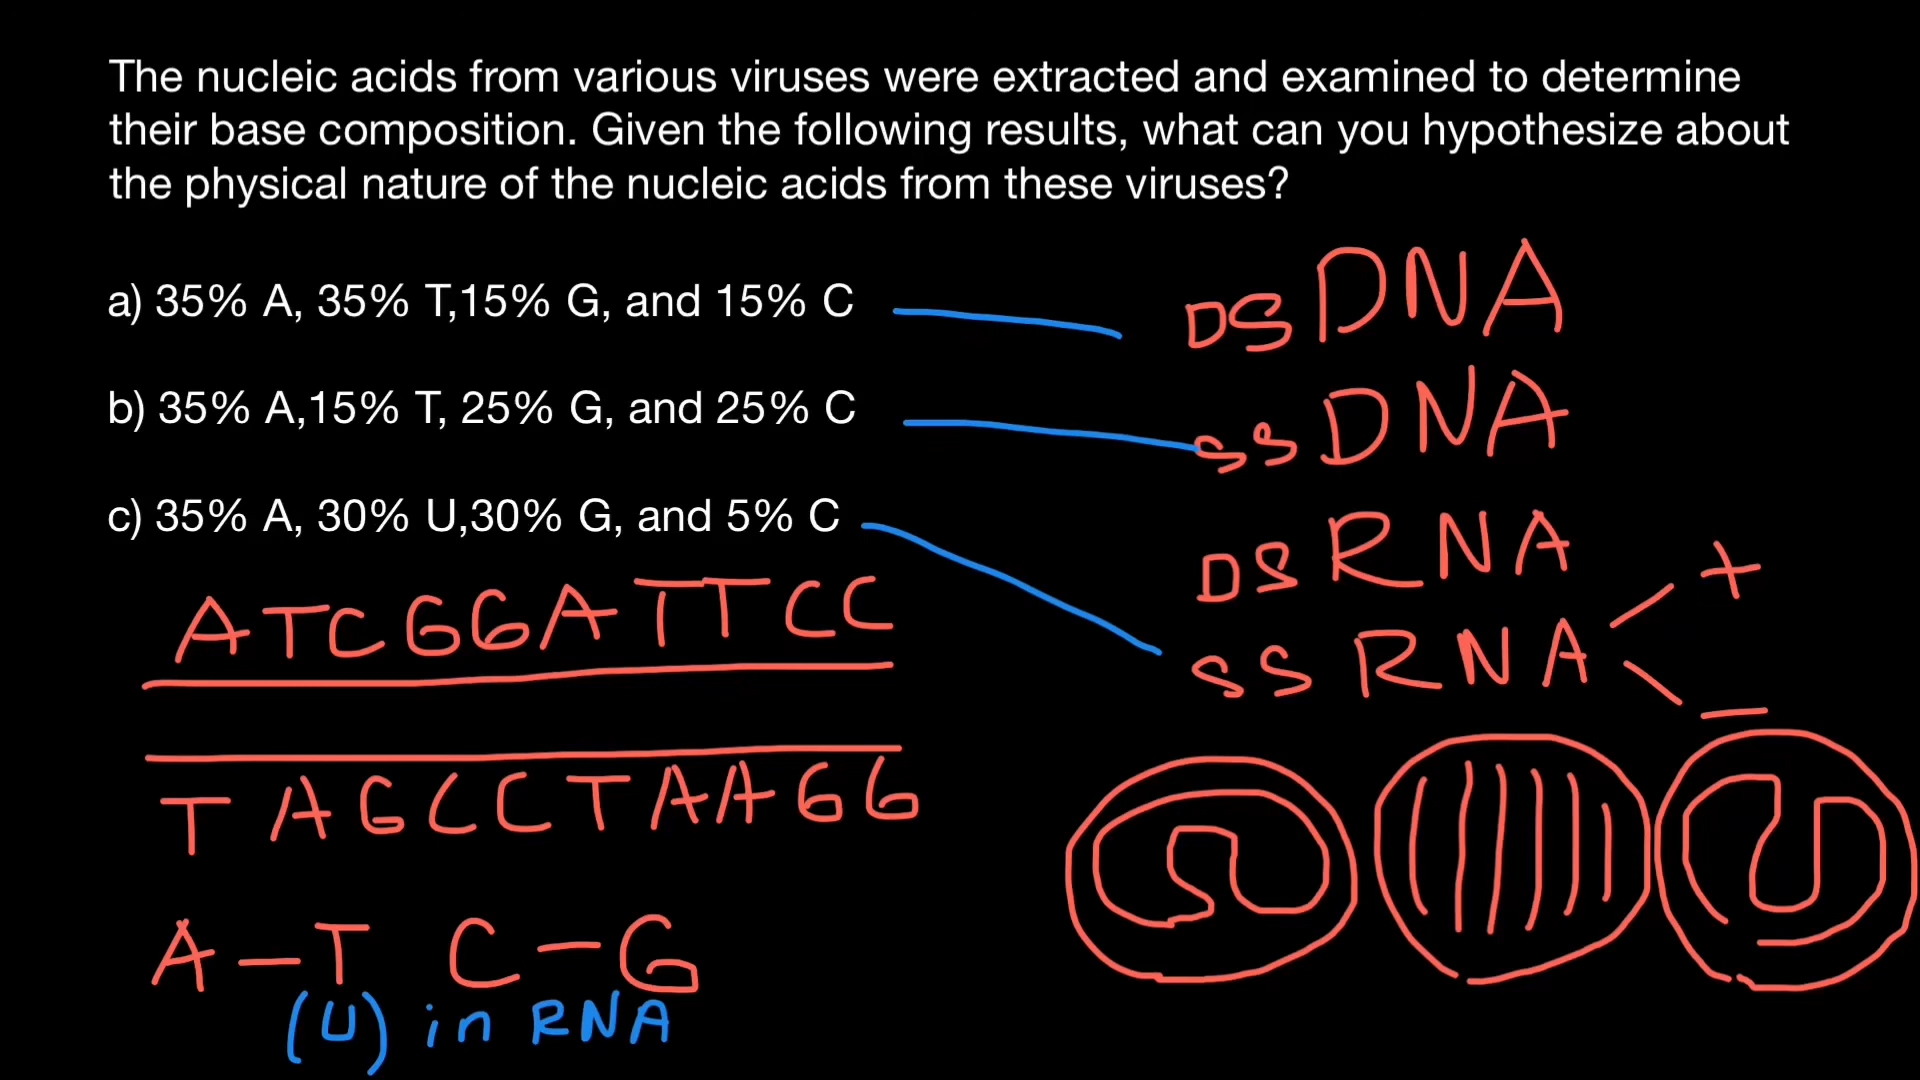 The nucleic acids from various viruses were extracted and examined to determine
their base composition. Given the following results, what can you hypothesize about
the physical nature of the nucleic acids from these viruses?
a) 35% A, 35% T,15% G, and 15% C
DS DNA
b) 35% A,15% T, 25% G, and 25% C
SS DNA
c) 35% A, 30% U,30% G, and 5% C
DS RNA
+
SS RNA
–
ATCGGATTCC
TAGCCTAAGG
A–T C–G
(U) in RNA